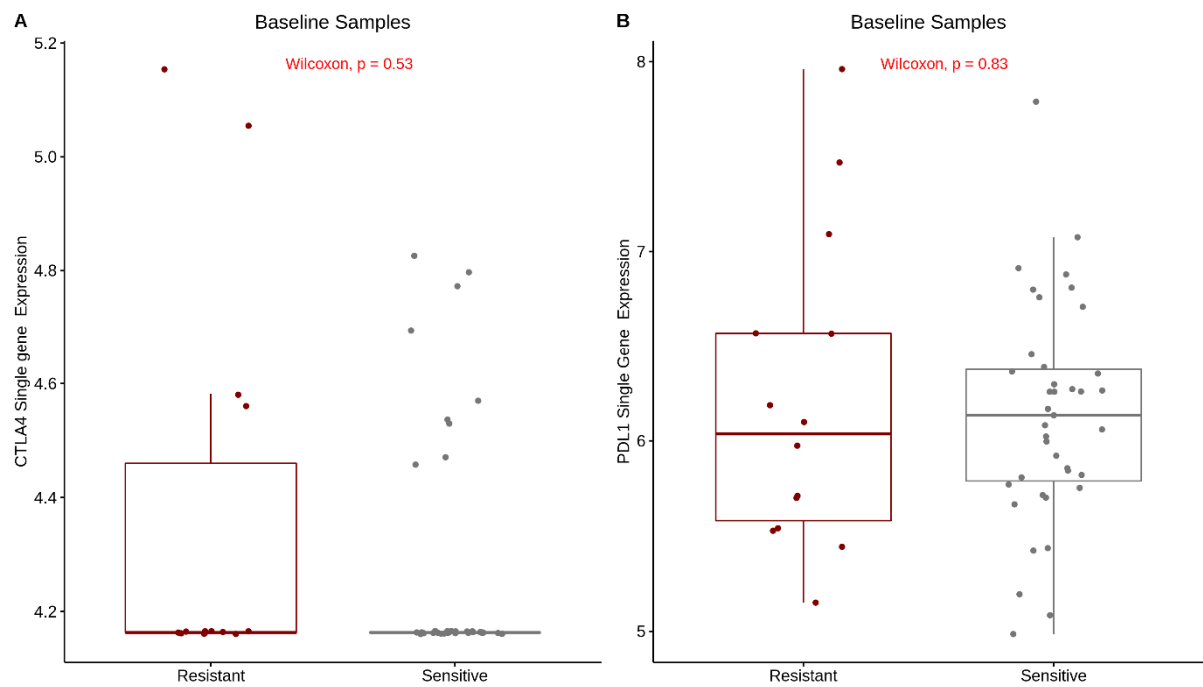 A
Baseline Samples
Wilcoxon, p = 0.53
CTLA4 Single gene Expression
5.2
5.0
4.8
4.6
4.4
4.2
Resistant
Sensitive
B
Baseline Samples
Wilcoxon, p = 0.83
PDL1 Single Gene Expression
8
7
6
5
Resistant
Sensitive